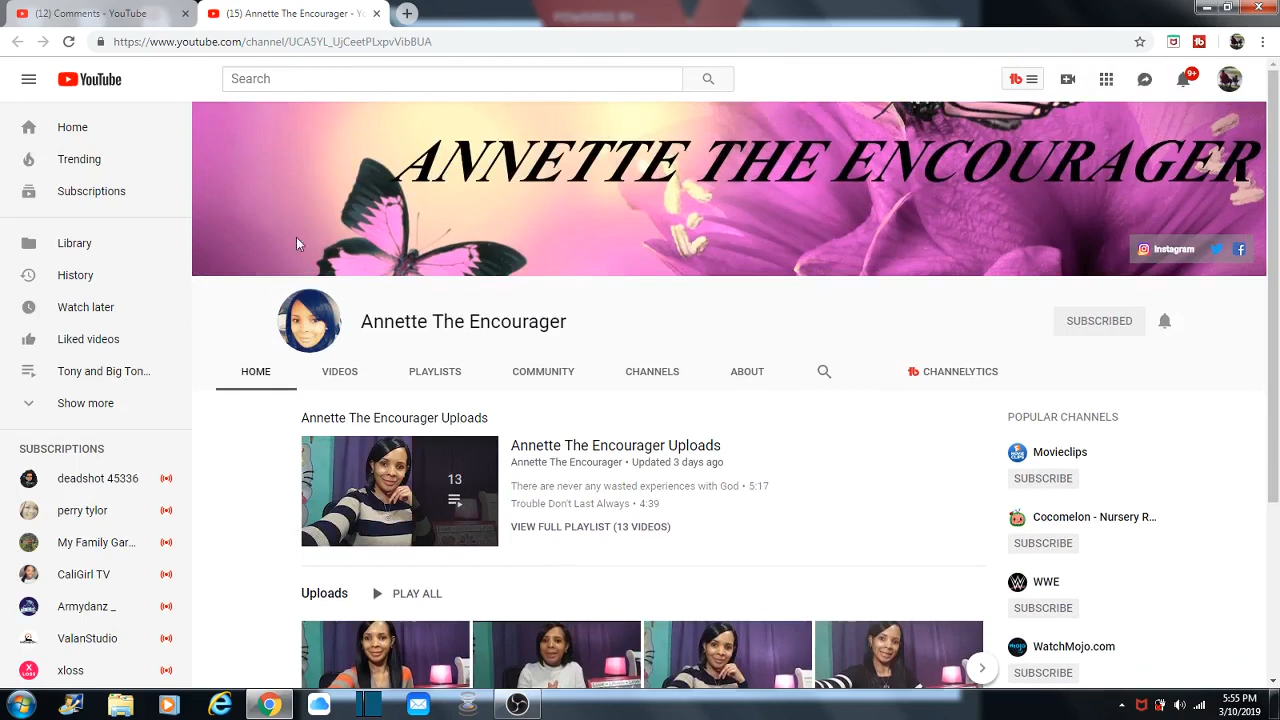 (12) Comments - YouTube
(15) Annette The Encourager - Yo
https://www.youtube.com/channel/UCA5YL_UjCeetPLxpvVibBUA
YouTube
Search
tb
9+
Home
Trending
Subscriptions
Library
History
Watch later
Liked videos
Tony and Big Ton...
Show more
SUBSCRIPTIONS
deadshot 45336
perry tylor
My Family Gar...
CaliGirl TV
Armydanz _
ValanStudio
xloss
ANNETTE THE ENCOURAGER
Instagram
Annette The Encourager
SUBSCRIBED
HOME VIDEOS PLAYLISTS COMMUNITY CHANNELS ABOUT tb CHANNELYTICS
Annette The Encourager Uploads
13
Annette The Encourager Uploads
Annette The Encourager • Updated 3 days ago
There are never any wasted experiences with God • 5:17
Trouble Don't Last Always • 4:39
VIEW FULL PLAYLIST (13 VIDEOS)
Uploads PLAY ALL
POPULAR CHANNELS
Movieclips
SUBSCRIBE
Cocomelon - Nursery R...
SUBSCRIBE
WWE
SUBSCRIBE
WatchMojo.com
SUBSCRIBE
5:55 PM
3/10/2019